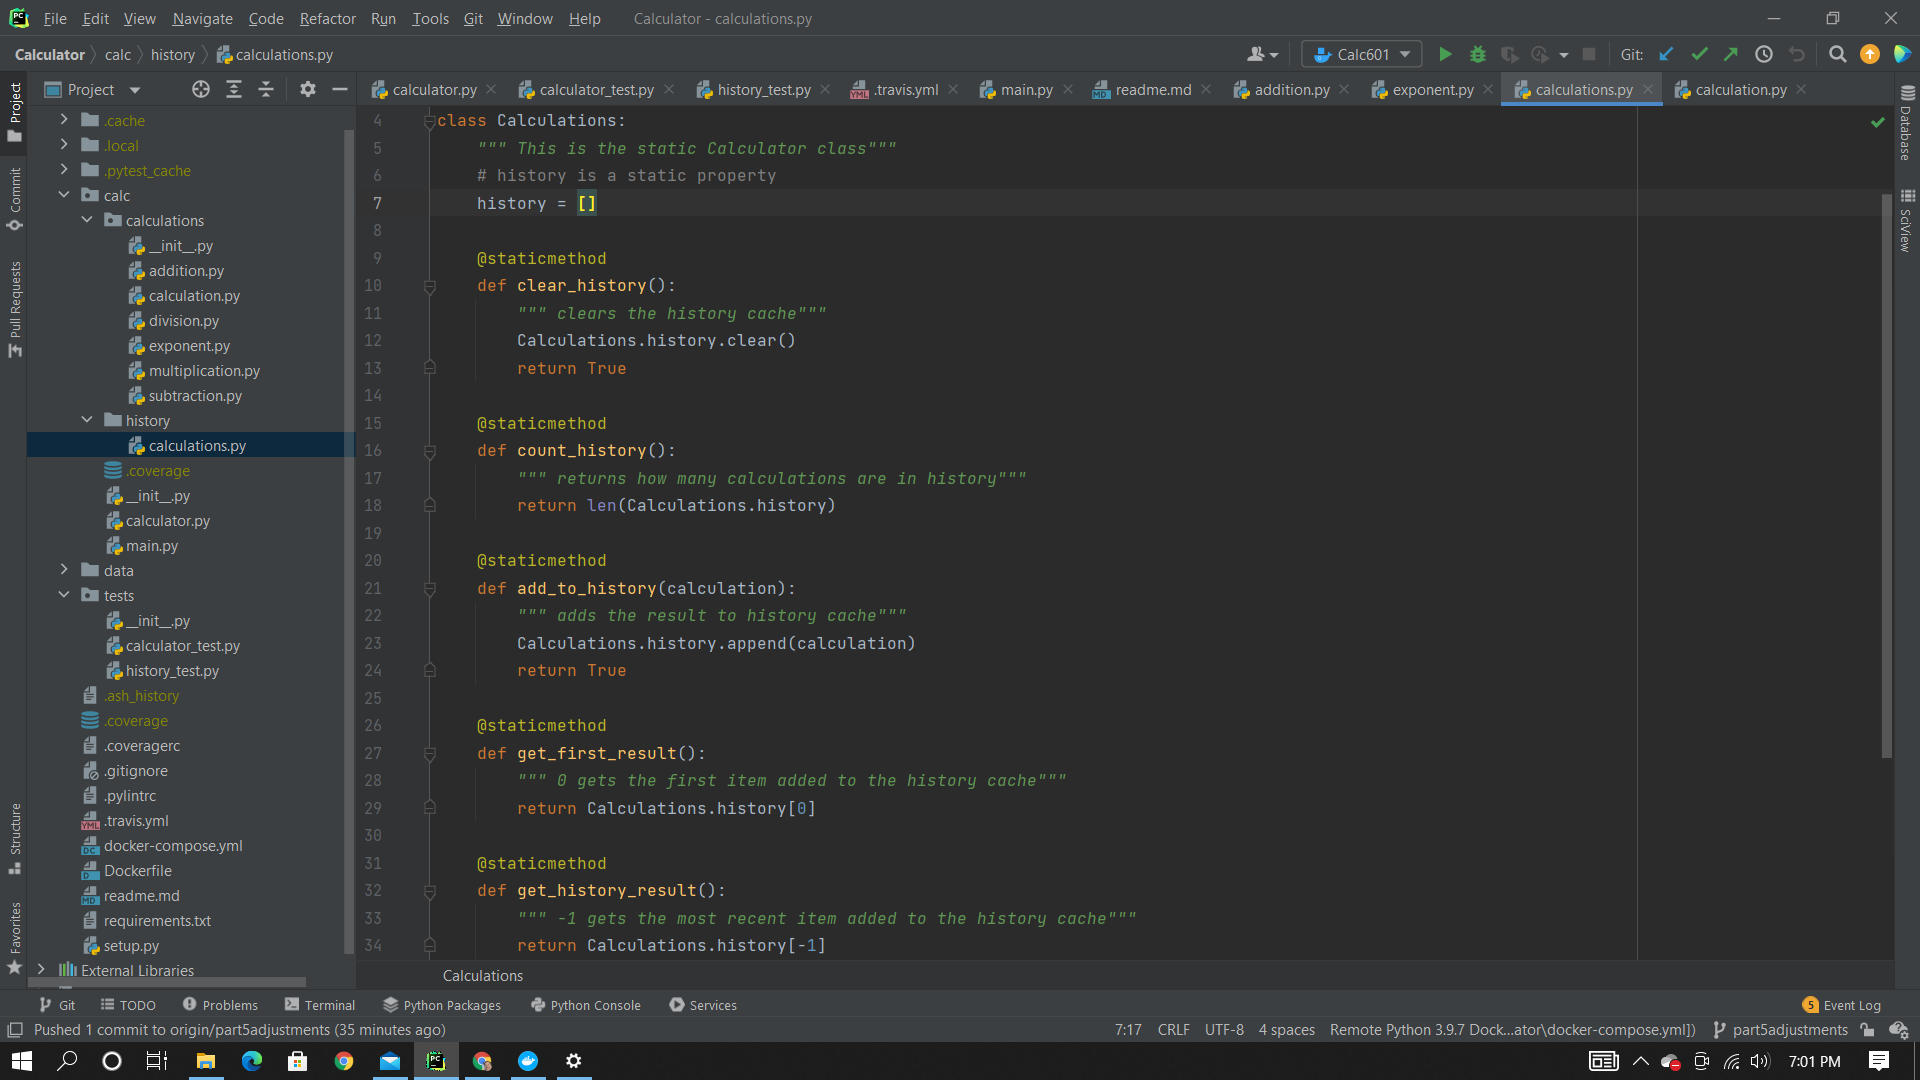 File Edit View Navigate Code Refactor Run Tools Git Window Help Calculator - calculations.py
Calculator calc history calculations.py Calc601 Git:
Project
calculator.py calculator_test.py history_test.py .travis.yml main.py readme.md addition.py exponent.py calculations.py calculation.py
Project
Commit
Pull Requests
Structure
Favorites
.cache
.local
.pytest_cache
calc
calculations
__init__.py
addition.py
calculation.py
division.py
exponent.py
multiplication.py
subtraction.py
history
calculations.py
.coverage
__init__.py
calculator.py
main.py
data
tests
__init__.py
calculator_test.py
history_test.py
.ash_history
.coverage
.coveragerc
.gitignore
.pylintrc
.travis.yml
docker-compose.yml
Dockerfile
readme.md
requirements.txt
setup.py
External Libraries
4 class Calculations:
5 """ This is the static Calculator class"""
6 # history is a static property
7 history = []
8
9 @staticmethod
10 def clear_history():
11 """ clears the history cache"""
12 Calculations.history.clear()
13 return True
14
15 @staticmethod
16 def count_history():
17 """ returns how many calculations are in history"""
18 return len(Calculations.history)
19
20 @staticmethod
21 def add_to_history(calculation):
22 """ adds the result to history cache"""
23 Calculations.history.append(calculation)
24 return True
25
26 @staticmethod
27 def get_first_result():
28 """ 0 gets the first item added to the history cache"""
29 return Calculations.history[0]
30
31 @staticmethod
32 def get_history_result():
33 """ -1 gets the most recent item added to the history cache"""
34 return Calculations.history[-1]
Calculations
Database
SciView
Git TODO Problems Terminal Python Packages Python Console Services 5 Event Log
Pushed 1 commit to origin/part5adjustments (35 minutes ago) 7:17 CRLF UTF-8 4 spaces Remote Python 3.9.7 Dock...ator\docker-compose.yml]) part5adjustments
7:01 PM